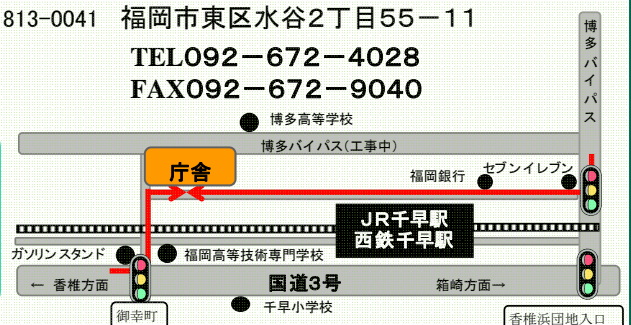 813-0041　福岡市東区水谷２丁目５５－１１
TEL０９２－６７２－４０２８
FAX０９２－６７２－９０４０
博多バイパス
博多高等学校
博多バイパス（工事中）
庁舎
福岡銀行
セブンイレブン
ＪＲ千早駅
西鉄千早駅
ガソリンスタンド
福岡高等技術専門学校
← 香椎方面
国道３号
箱崎方面→
御幸町
千早小学校
香椎浜団地入口